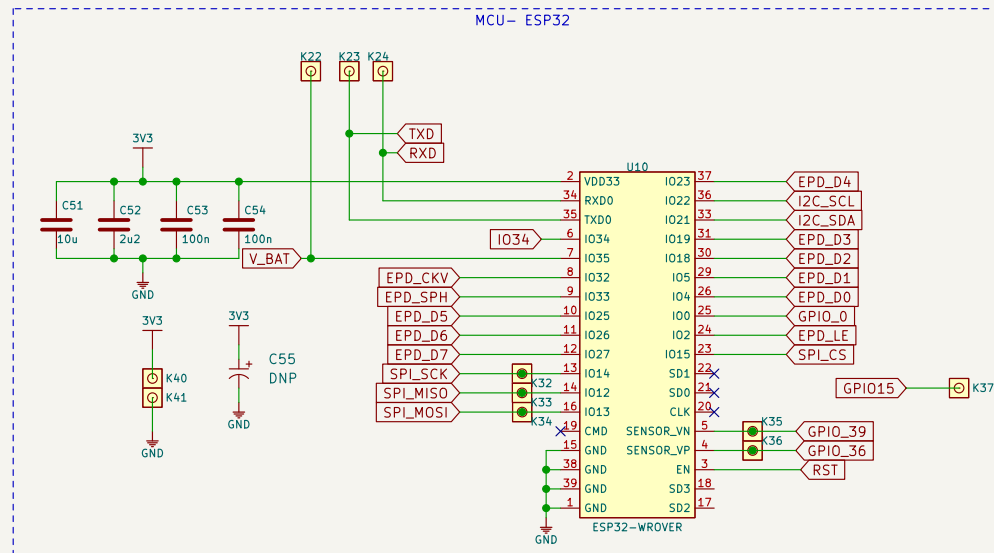 MCU- ESP32
K22 K23 K24
TXD
RXD
3V3
C51 10u
C52 2u2
C53 100n
C54 100n
GND
V_BAT
IO34
EPD_CKV
EPD_SPH
EPD_D5
EPD_D6
EPD_D7
SPI_SCK
SPI_MISO
SPI_MOSI
K32
K33
K34
3V3
K40
K41
GND
3V3
C55
DNP
GND
U10
2 VDD33 IO23 37 EPD_D4
34 RXD0 IO22 36 I2C_SCL
35 TXD0 IO21 33 I2C_SDA
6 IO34 IO19 31 EPD_D3
7 IO35 IO18 30 EPD_D2
8 IO32 IO5 29 EPD_D1
9 IO33 IO4 26 EPD_D0
10 IO25 IO0 25 GPIO_0
11 IO26 IO2 24 EPD_LE
12 IO27 IO15 23 SPI_CS
13 IO14 SD1 22
14 IO12 SD0 21
16 IO13 CLK 20
19 CMD SENSOR_VN 5 K35 GPIO_39
15 GND SENSOR_VP 4 K36 GPIO_36
38 GND EN 3 RST
39 GND SD3 18
1 GND SD2 17
ESP32-WROVER
GND
GPIO15 K37